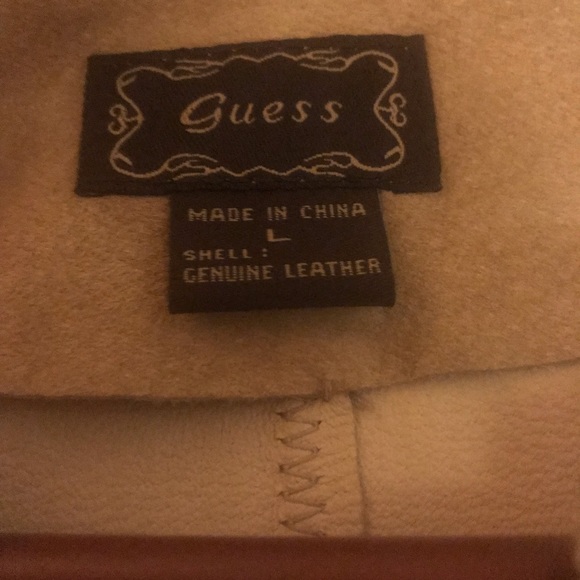 Guess
MADE IN CHINA
L
SHELL:
GENUINE LEATHER